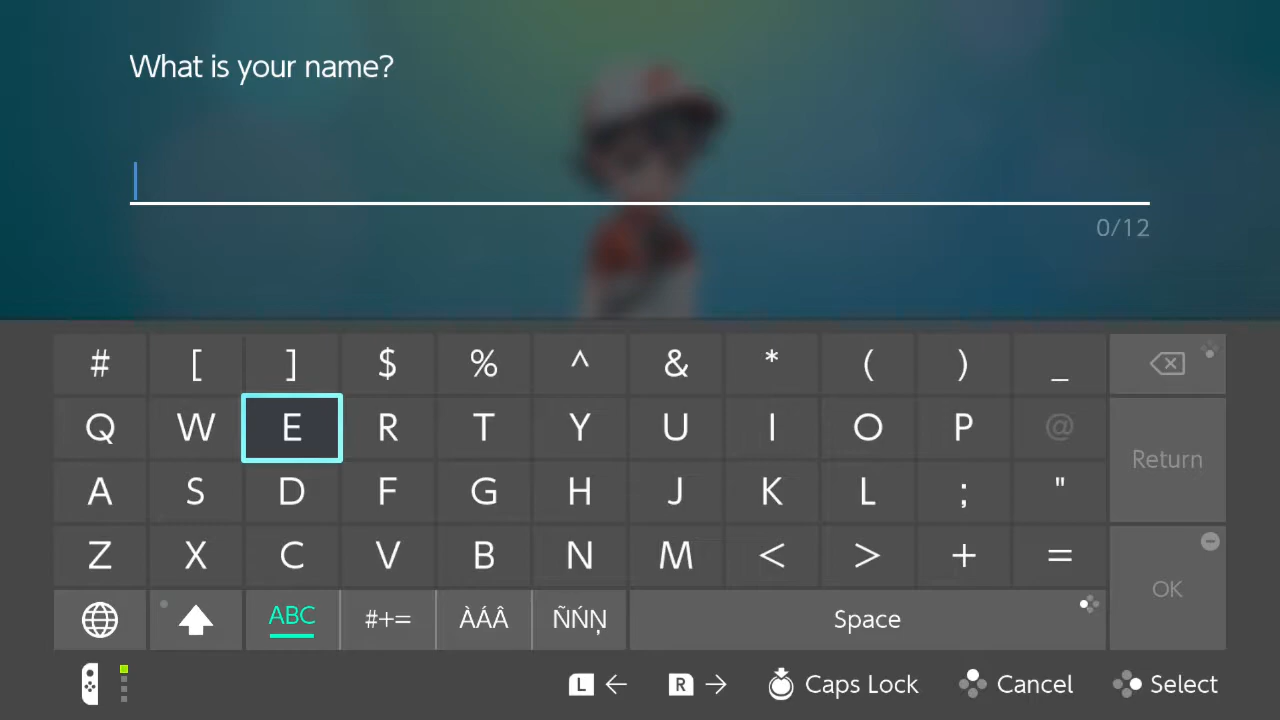 What is your name?
0/12
# [ ] $ % ^ & * ( ) _
Q W E R T Y U I O P @
Return
A S D F G H J K L ; "
Z X C V B N M < > + =
OK
ABC #+= ÀÁÂ ÑŃŅ Space
L ← R → Caps Lock Cancel Select